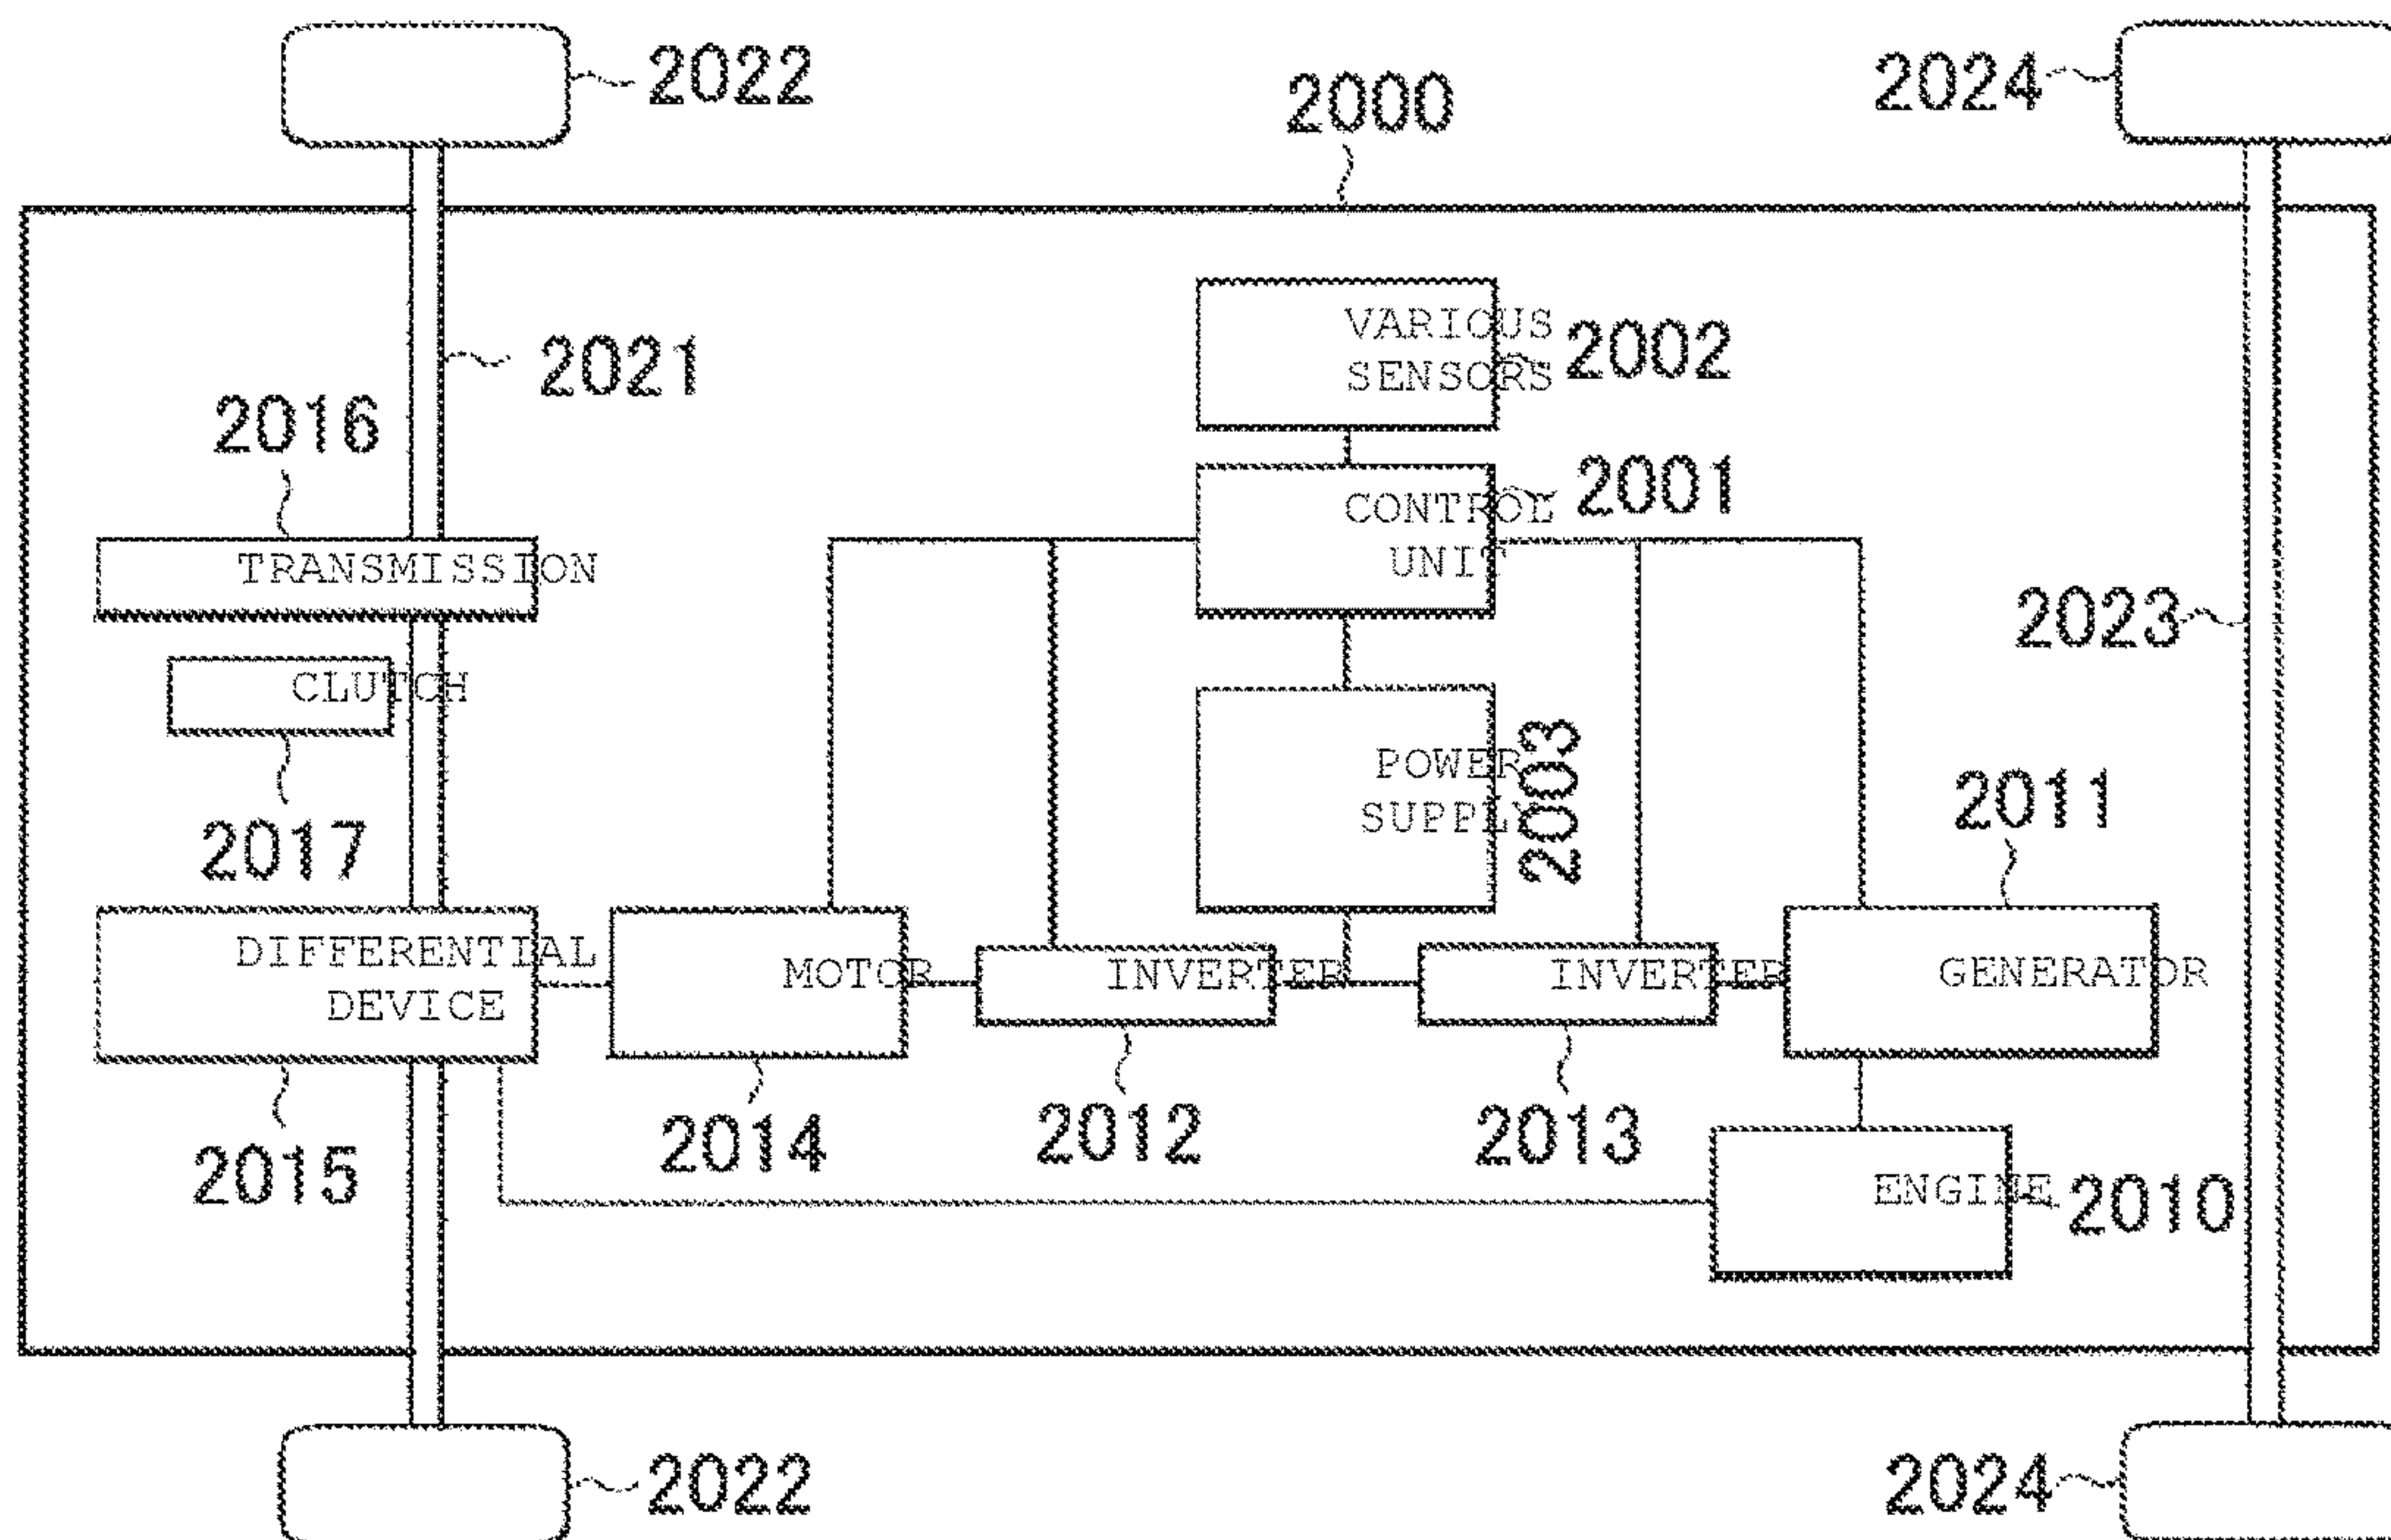 2022
2024
2000
VARIOUS
SENSORS
2002
2021
2016
CONTROL
UNIT
2001
TRANSMISSION
2023
CLUTCH
POWER
SUPPLY
2003
2011
2017
DIFFERENTIAL
DEVICE
MOTOR
INVERTER
INVERTER
GENERATOR
2015
2014
2012
2013
ENGINE
2010
2022
2024